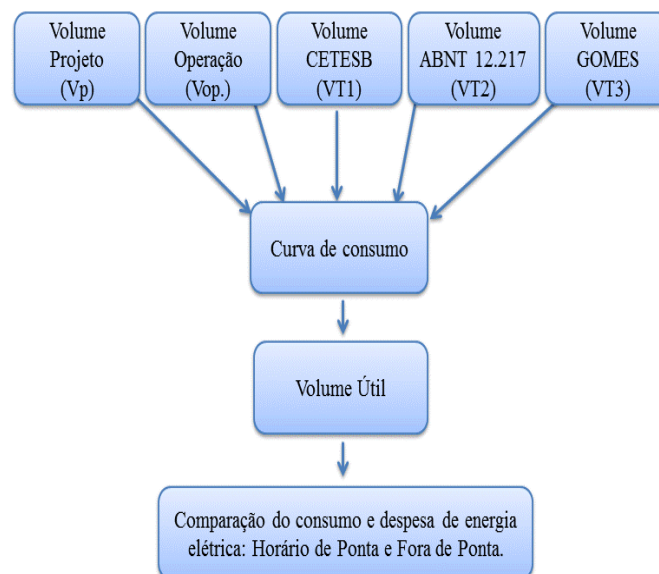 Volume
Projeto
(Vp)
Volume
Operação
(Vop.)
Volume
CETESB
(VT1)
Volume
ABNT 12.217
(VT2)
Volume
GOMES
(VT3)
Curva de consumo
Volume Útil
Comparação do consumo e despesa de energia
elétrica: Horário de Ponta e Fora de Ponta.